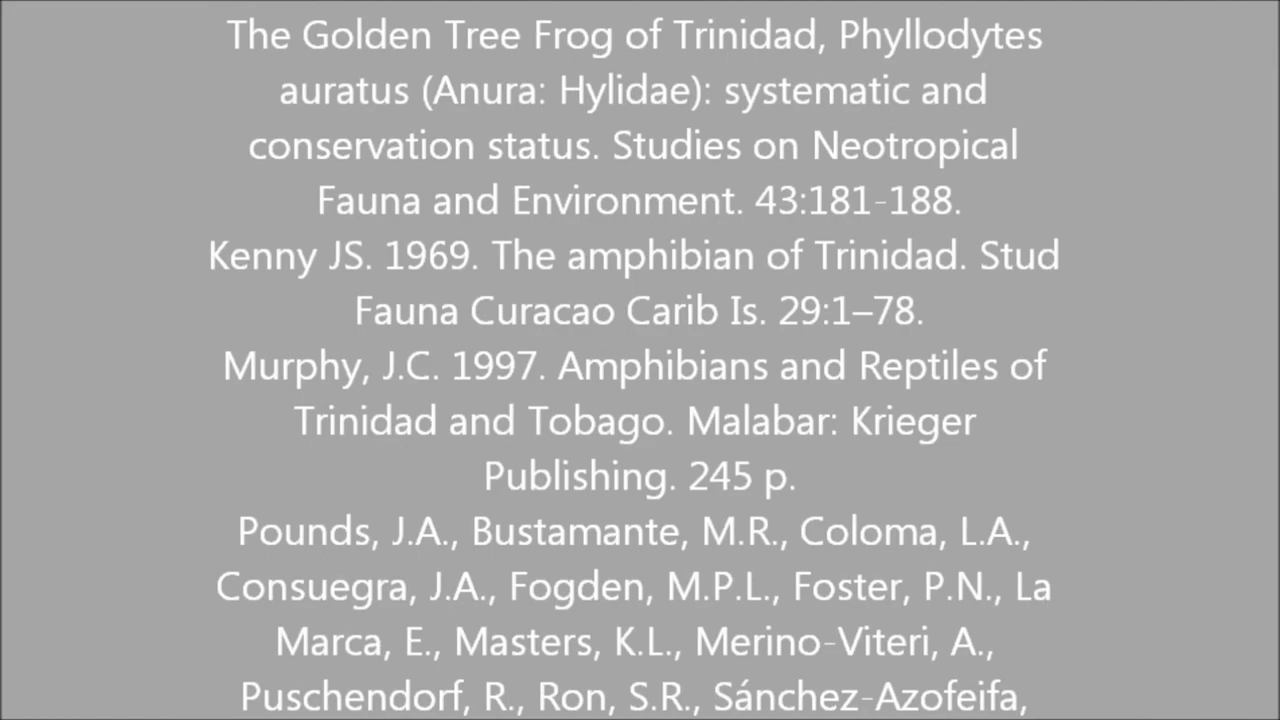 The Golden Tree Frog of Trinidad, Phyllodytes
auratus (Anura: Hylidae): systematic and
conservation status. Studies on Neotropical
Fauna and Environment. 43:181-188.
Kenny JS. 1969. The amphibian of Trinidad. Stud
Fauna Curacao Carib Is. 29:1–78.
Murphy, J.C. 1997. Amphibians and Reptiles of
Trinidad and Tobago. Malabar: Krieger
Publishing. 245 p.
Pounds, J.A., Bustamante, M.R., Coloma, L.A.,
Consuegra, J.A., Fogden, M.P.L., Foster, P.N., La
Marca, E., Masters, K.L., Merino-Viteri, A.,
Puschendorf, R., Ron, S.R., Sánchez-Azofeifa,